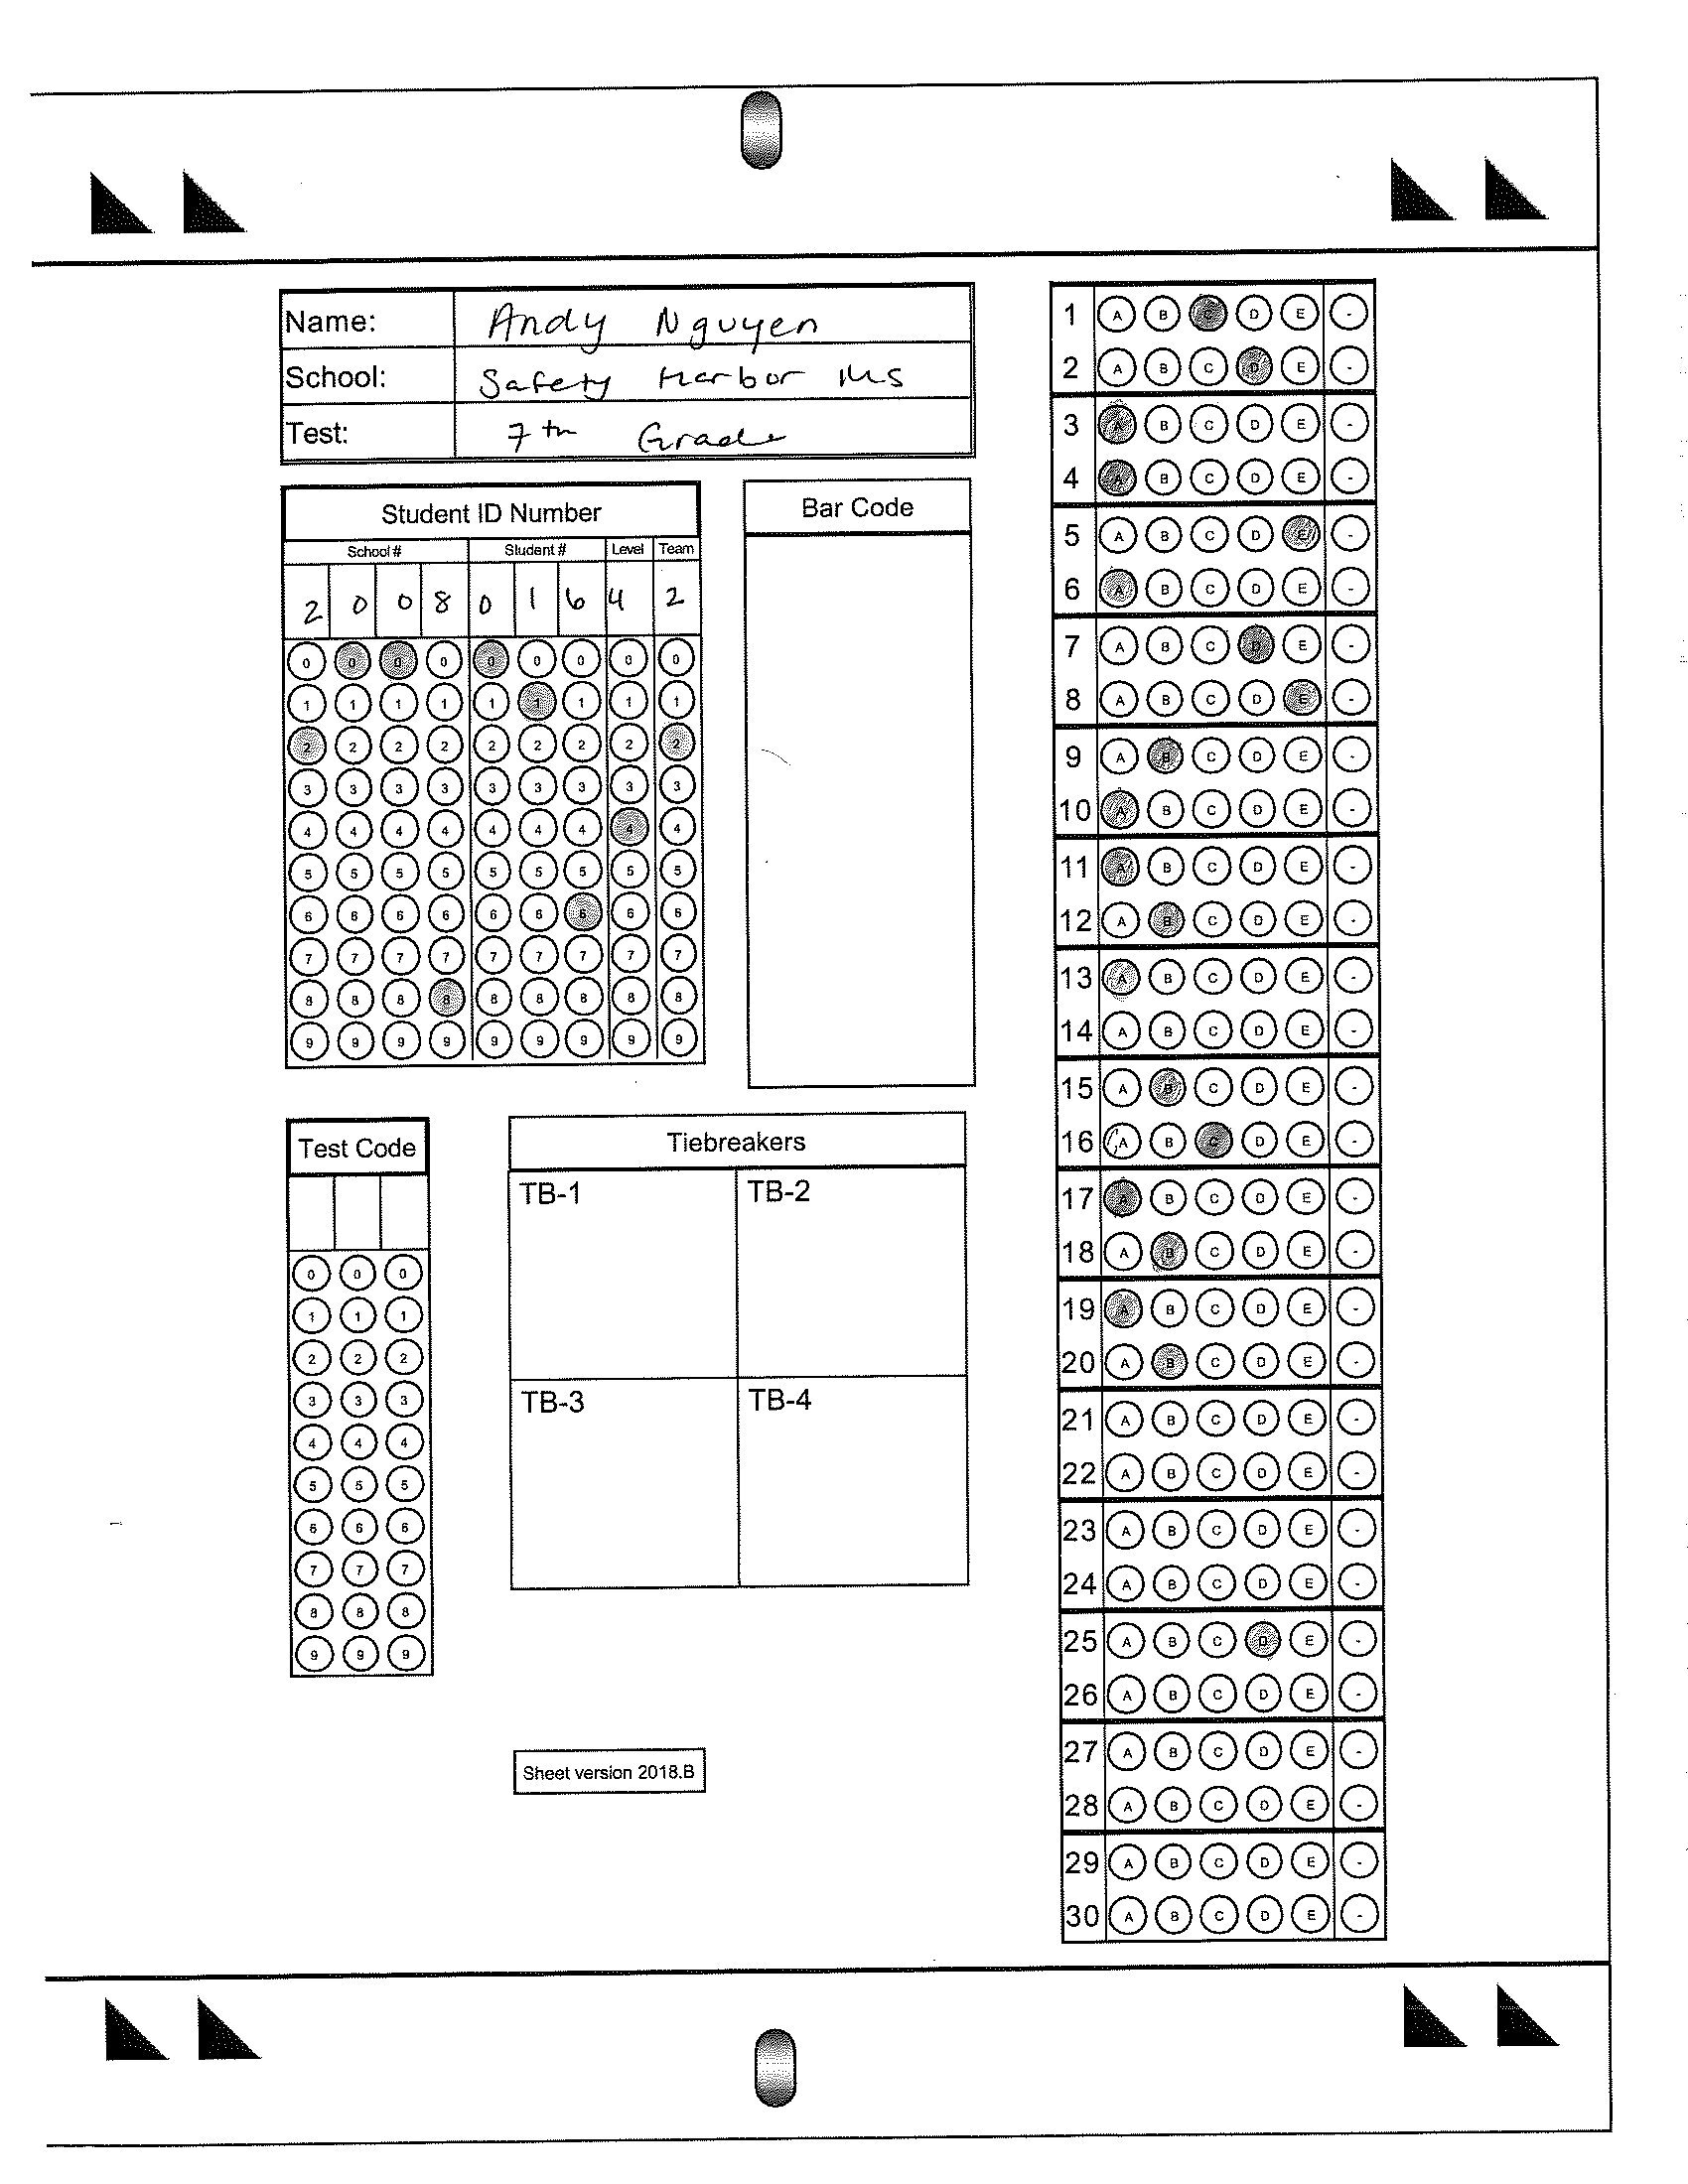 Name: Andy Nguyen
School: Safety Harbor MS
Test: 7th Grade
Student ID Number
School # Student # Level Team
2 0 0 8 0 1 6 4 2
0 0 0 0 0 0 0 0 0
1 1 1 1 1 1 1 1 1
2 2 2 2 2 2 2 2 2
3 3 3 3 3 3 3 3 3
4 4 4 4 4 4 4 4 4
5 5 5 5 5 5 5 5 5
6 6 6 6 6 6 6 6 6
7 7 7 7 7 7 7 7 7
8 8 8 8 8 8 8 8 8
9 9 9 9 9 9 9 9 9
Bar Code
Test Code
0 0 0
1 1 1
2 2 2
3 3 3
4 4 4
5 5 5
6 6 6
7 7 7
8 8 8
9 9 9
Tiebreakers
TB-1 TB-2
TB-3 TB-4
Sheet version 2018.B
1 A B C D E -
2 A B C D E -
3 A B C D E -
4 A B C D E -
5 A B C D E -
6 A B C D E -
7 A B C D E -
8 A B C D E -
9 A B C D E -
10 A B C D E -
11 A B C D E -
12 A B C D E -
13 A B C D E -
14 A B C D E -
15 A B C D E -
16 A B C D E -
17 A B C D E -
18 A B C D E -
19 A B C D E -
20 A B C D E -
21 A B C D E -
22 A B C D E -
23 A B C D E -
24 A B C D E -
25 A B C D E -
26 A B C D E -
27 A B C D E -
28 A B C D E -
29 A B C D E -
30 A B C D E -